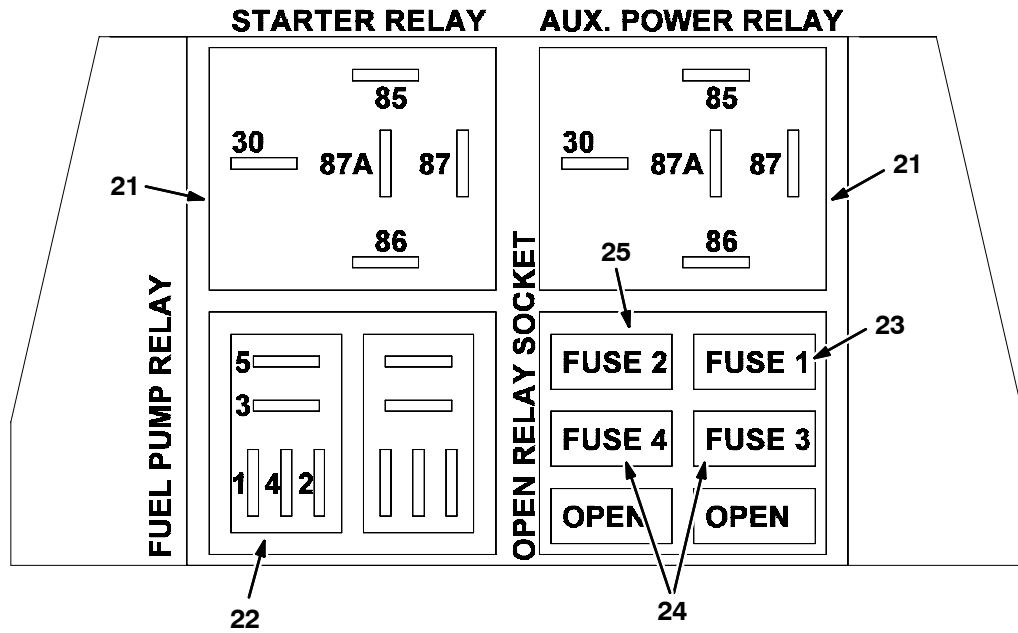 STARTER RELAY
AUX. POWER RELAY
85
30
87A
87
86
85
30
87A
87
86
21
21
FUEL PUMP RELAY
5
3
1
4
2
22
OPEN RELAY SOCKET
25
23
FUSE 2
FUSE 1
FUSE 4
FUSE 3
OPEN
OPEN
24